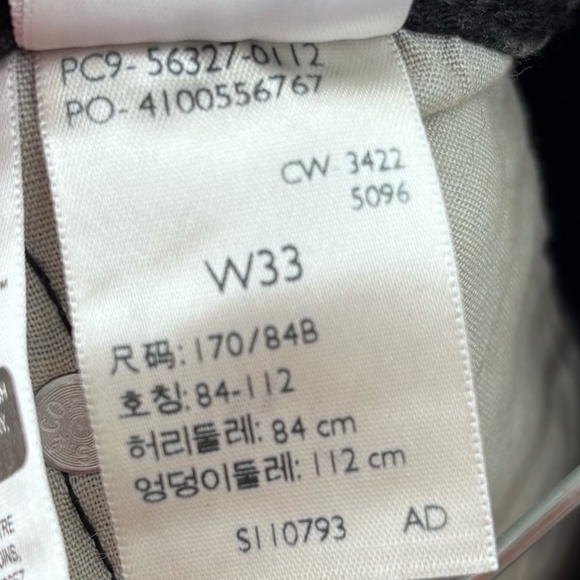 PC9- 56327-0112
PO- 4100556767
CW 3422
5096
W33
尺码: 170/84B
호칭: 84-112
허리둘레: 84 cm
엉덩이둘레: 112 cm
S110793 AD